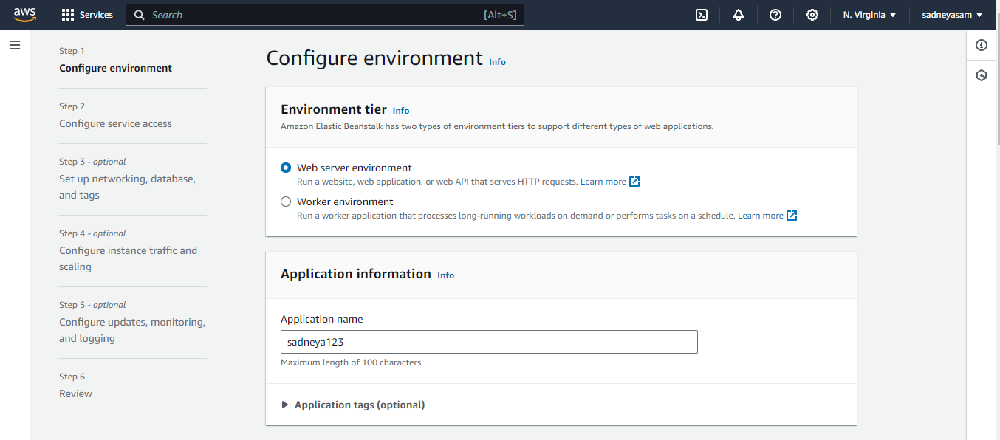 aws
Services
Search
[Alt+S]
N. Virginia
sadneyasam
Step 1
Configure environment
Step 2
Configure service access
Step 3 - optional
Set up networking, database,
and tags
Step 4 - optional
Configure instance traffic and
scaling
Step 5 - optional
Configure updates, monitoring,
and logging
Step 6
Review
Configure environment Info
Environment tier Info
Amazon Elastic Beanstalk has two types of environment tiers to support different types of web applications.
Web server environment
Run a website, web application, or web API that serves HTTP requests. Learn more
Worker environment
Run a worker application that processes long-running workloads on demand or performs tasks on a schedule. Learn more
Application information Info
Application name
sadneya123
Maximum length of 100 characters.
Application tags (optional)